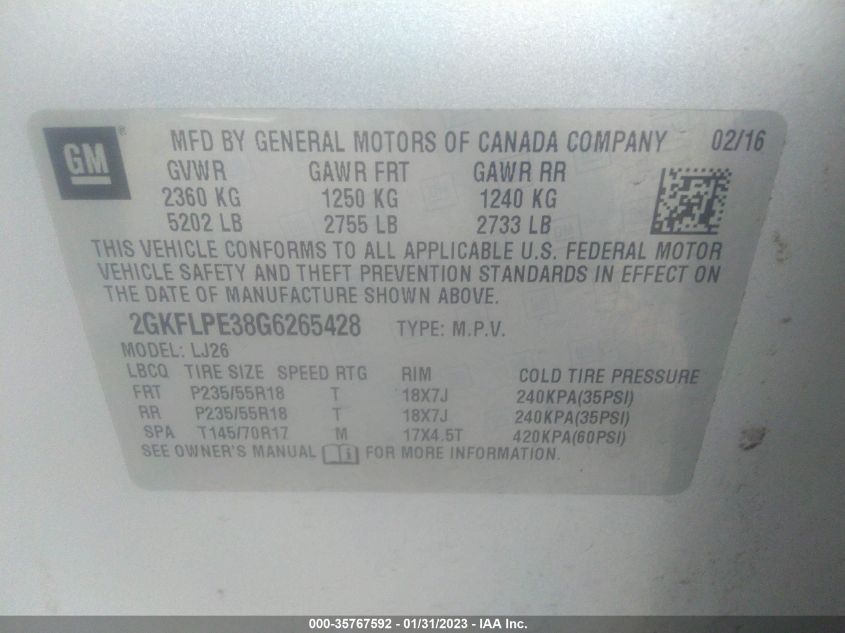 GM ® MFD BY GENERAL MOTORS OF CANADA COMPANY 02/16
GVWR GAWR FRT GAWR RR
2360 KG 1250 KG 1240 KG
5202 LB 2755 LB 2733 LB
THIS VEHICLE CONFORMS TO ALL APPLICABLE U.S. FEDERAL MOTOR
VEHICLE SAFETY AND THEFT PREVENTION STANDARDS IN EFFECT ON
THE DATE OF MANUFACTURE SHOWN ABOVE.
2GKFLPE38G6265428 TYPE: M.P.V.
MODEL: LJ26
LBCQ TIRE SIZE SPEED RTG RIM COLD TIRE PRESSURE
FRT P235/55R18 T 18X7J 240KPA(35PSI)
RR P235/55R18 T 18X7J 240KPA(35PSI)
SPA T145/70R17 M 17X4.5T 420KPA(60PSI)
SEE OWNER'S MANUAL FOR MORE INFORMATION.
000-35767592 - 01/31/2023 - IAA Inc.